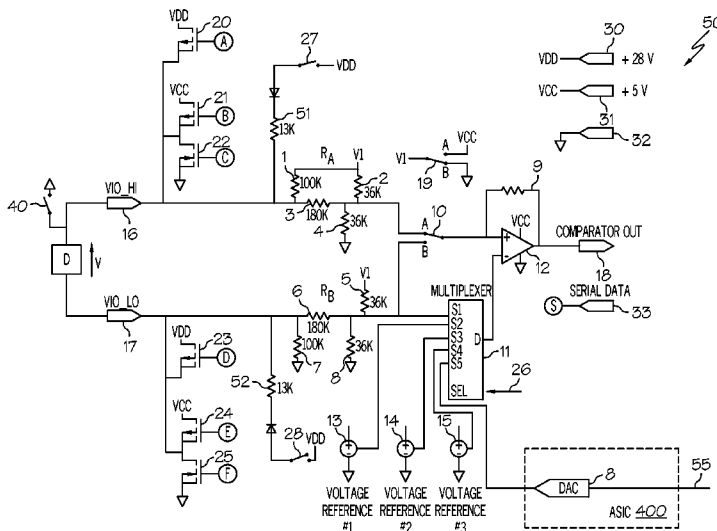 50
20
VDD
A
VCC
21
B
22
C
27
VDD
30
VDD
+ 28 V
VCC
+ 5 V
31
32
51
13K
1
100K
RA
V1
2
36K
3
180K
36K
4
V1
A
VCC
B
19
9
40
VIO_HI
16
A
10
B
VCC
+
-
12
COMPARATOR OUT
18
D
V
VIO_LO
17
6
RB
180K
V1
5
36K
100K
7
36K
8
MULTIPLEXER
S1
S2
S3
S4
S5
D
SEL
11
26
S
SERIAL DATA
33
VDD
23
D
52
13K
VCC
24
E
25
F
28
VDD
13
14
15
+
+
+
VOLTAGE REFERENCE #1
VOLTAGE REFERENCE #2
VOLTAGE REFERENCE #3
DAC
8
55
ASIC 400